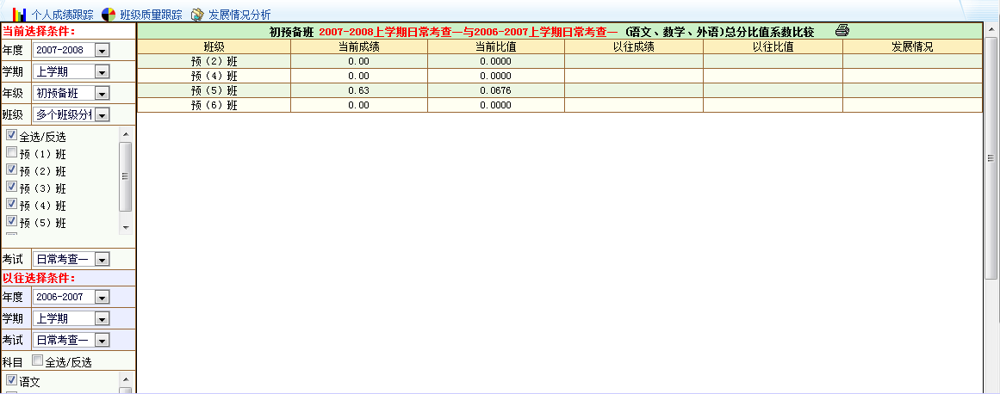 个人成绩跟踪 班级质量跟踪 发展情况分析
当前选择条件：
年度 2007-2008
学期 上学期
年级 初预备班
班级 多个班级分析
全选/反选
预（1）班
预（2）班
预（3）班
预（4）班
预（5）班
考试 日常考查一
以往选择条件：
年度 2006-2007
学期 上学期
考试 日常考查一
科目 全选/反选
语文
初预备班 2007-2008上学期日常考查一与2006-2007上学期日常考查一 (语文、数学、外语)总分比值系数比较
班级 当前成绩 当前比值 以往成绩 以往比值 发展情况
预（2）班 0.00 0.0000
预（4）班 0.00 0.0000
预（5）班 0.63 0.0676
预（6）班 0.00 0.0000